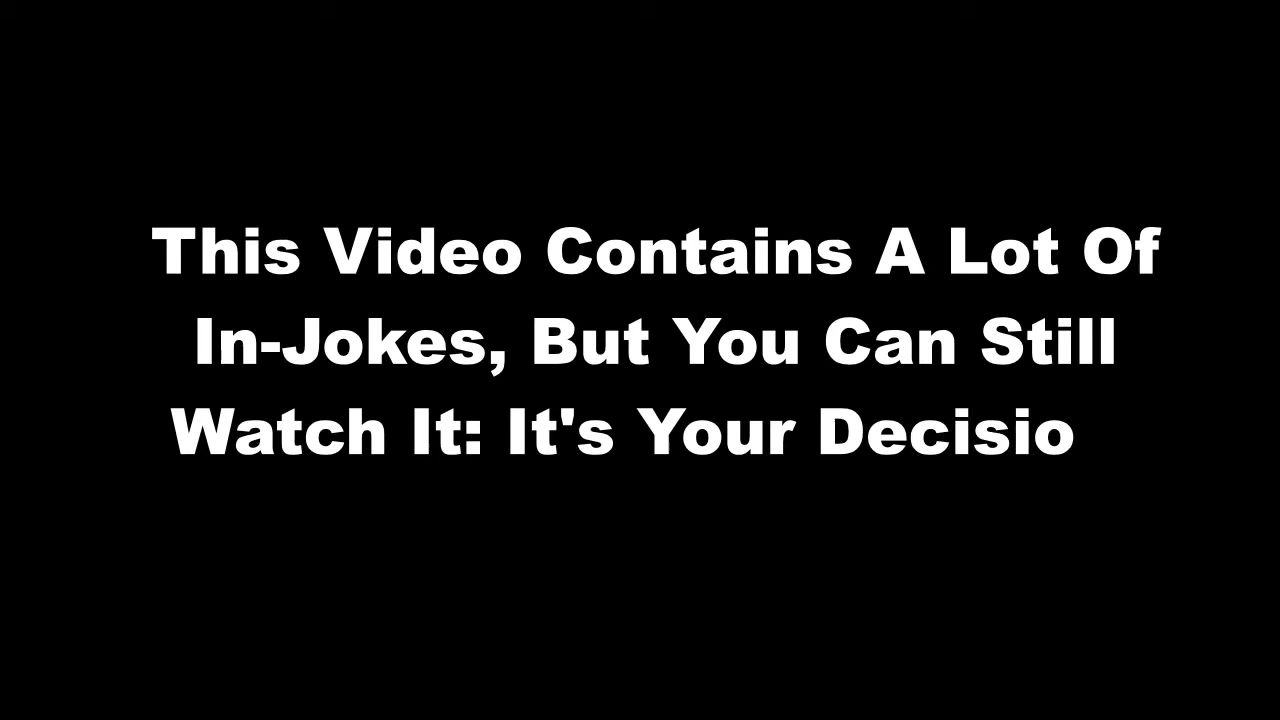 This Video Contains A Lot Of
In-Jokes, But You Can Still
Watch It: It's Your Decisio